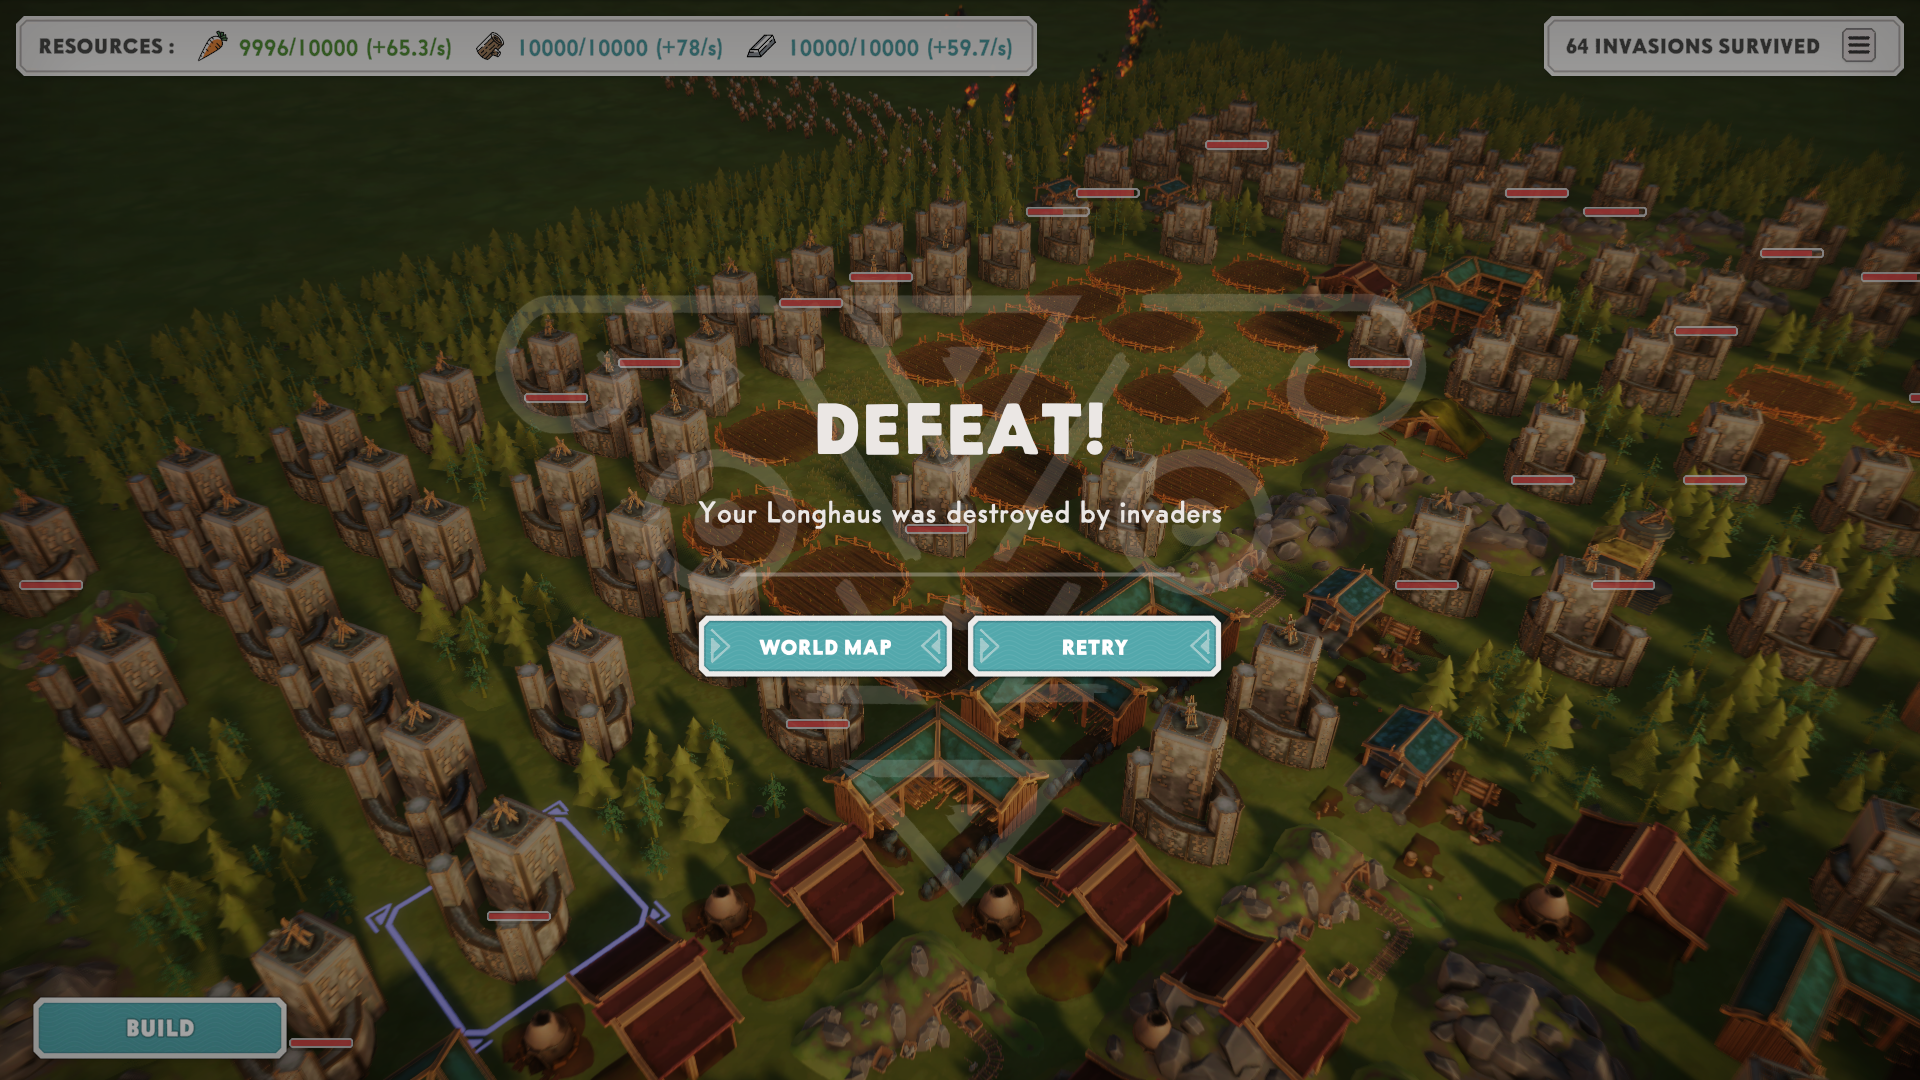 RESOURCES : 9996/10000 (+65.3/s) 10000/10000 (+78/s) 10000/10000 (+59.7/s)
64 INVASIONS SURVIVED
DEFEAT!
Your Longhaus was destroyed by invaders
WORLD MAP
RETRY
BUILD